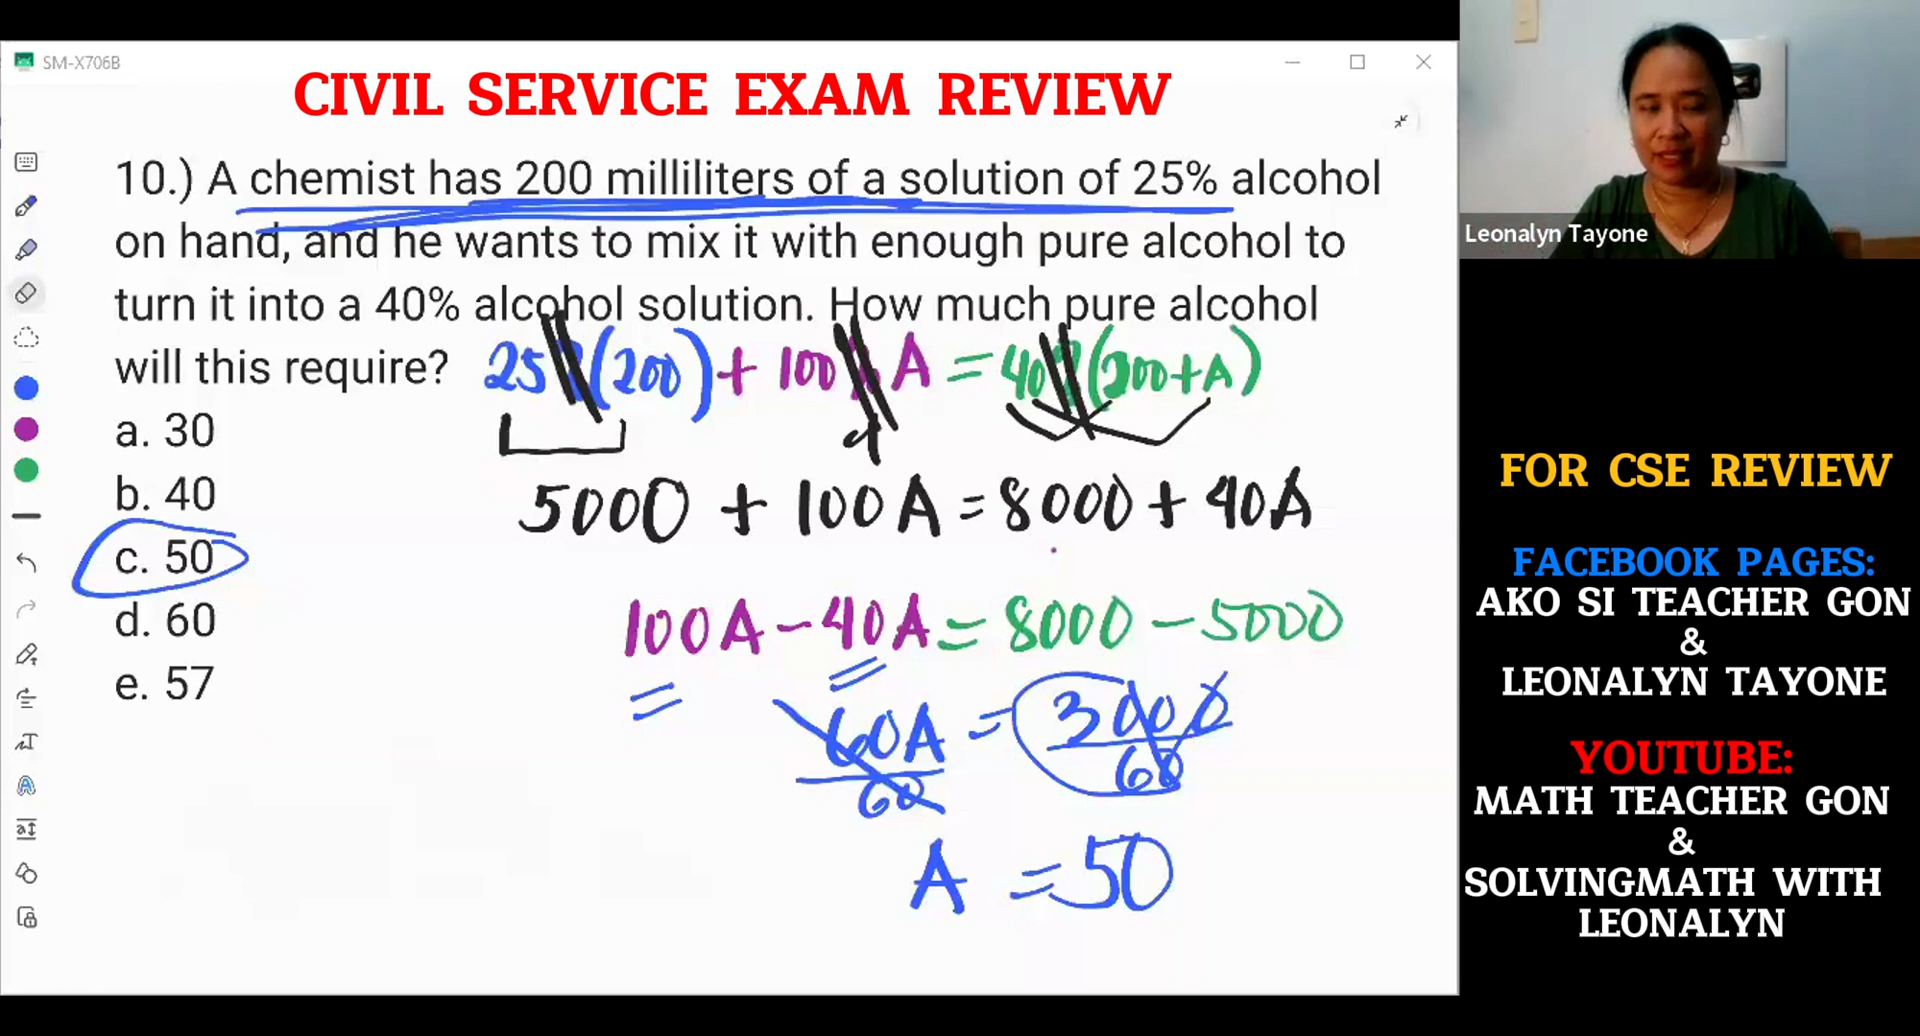 SM-X706B
CIVIL SERVICE EXAM REVIEW
10.) A chemist has 200 milliliters of a solution of 25% alcohol
on hand, and he wants to mix it with enough pure alcohol to
turn it into a 40% alcohol solution. How much pure alcohol
will this require?
25 (200) + 100 A = 40 (200+A)
a. 30
b. 40
5000 + 100A = 8000 + 40A
c. 50
d. 60
100A - 40A = 8000 - 5000
e. 57
60A = 3000
60 60
A = 50
Leonalyn Tayone
FOR CSE REVIEW
FACEBOOK PAGES:
AKO SI TEACHER GON
&
LEONALYN TAYONE
YOUTUBE:
MATH TEACHER GON
&
SOLVINGMATH WITH
LEONALYN